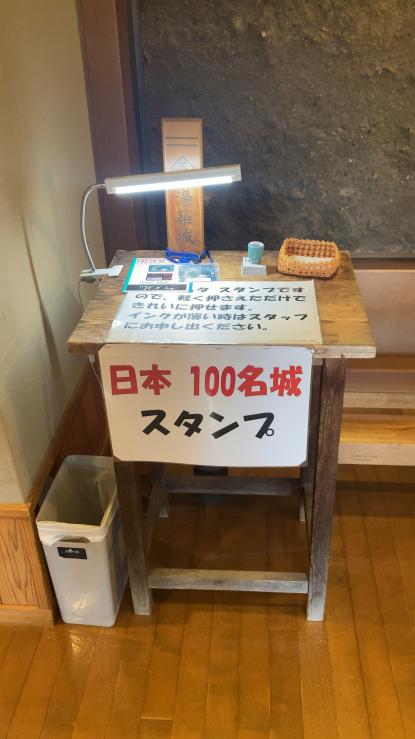 湯築城
タ スタンプです
ので、軽く押さえただけで
きれいに押せます。
インクが薄い時はスタッフ
にお申し出ください。
日本 100名城
スタンプ